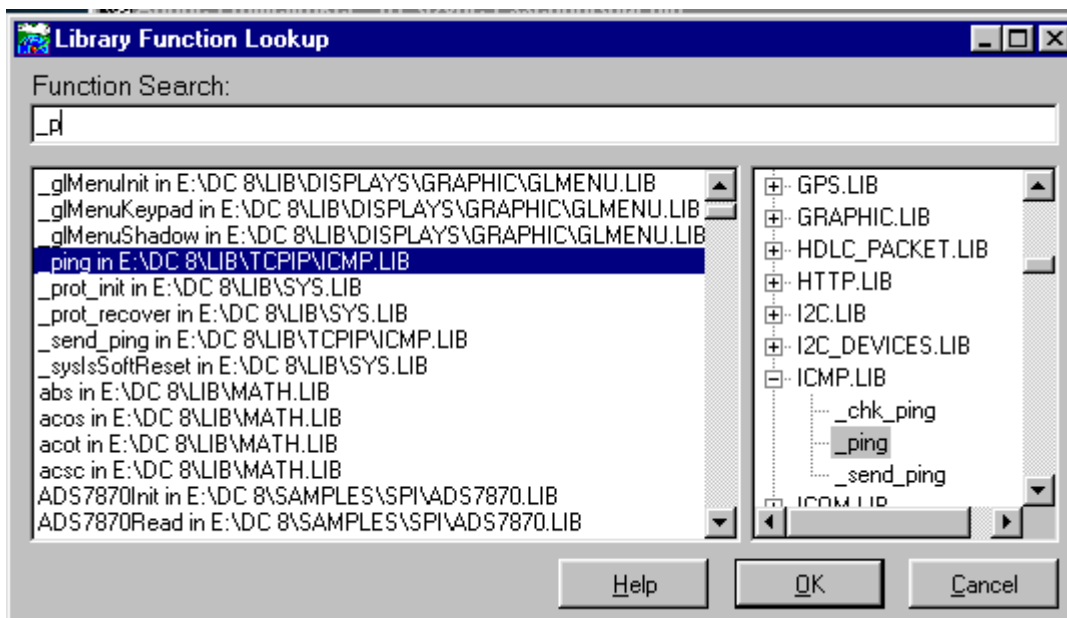 Library Function Lookup
Function Search:
_p
_glMenuInit in E:\DC 8\LIB\DISPLAYS\GRAPHIC\GLMENU.LIB
_glMenuKeypad in E:\DC 8\LIB\DISPLAYS\GRAPHIC\GLMENU.LIB
_glMenuShadow in E:\DC 8\LIB\DISPLAYS\GRAPHIC\GLMENU.LIB
_ping in E:\DC 8\LIB\TCPIP\ICMP.LIB
_prot_init in E:\DC 8\LIB\SYS.LIB
_prot_recover in E:\DC 8\LIB\SYS.LIB
_send_ping in E:\DC 8\LIB\TCPIP\ICMP.LIB
_sysIsSoftReset in E:\DC 8\LIB\SYS.LIB
abs in E:\DC 8\LIB\MATH.LIB
acos in E:\DC 8\LIB\MATH.LIB
acot in E:\DC 8\LIB\MATH.LIB
acsc in E:\DC 8\LIB\MATH.LIB
ADS7870Init in E:\DC 8\SAMPLES\SPI\ADS7870.LIB
ADS7870Read in E:\DC 8\SAMPLES\SPI\ADS7870.LIB
GPS.LIB
GRAPHIC.LIB
HDLC_PACKET.LIB
HTTP.LIB
I2C.LIB
I2C_DEVICES.LIB
ICMP.LIB
_chk_ping
_ping
_send_ping
ICOM.LIB
Help
OK
Cancel